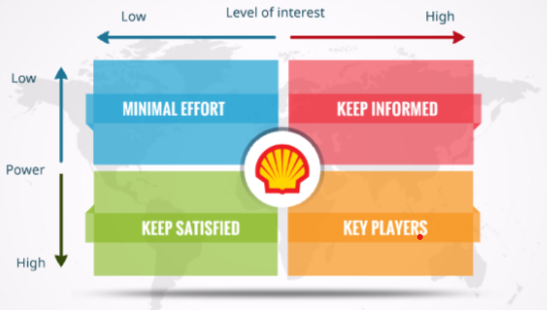 Level of interest
Low
High
Low
MINIMAL EFFORT
KEEP INFORMED
Power
KEEP SATISFIED
KEY PLAYERS
High